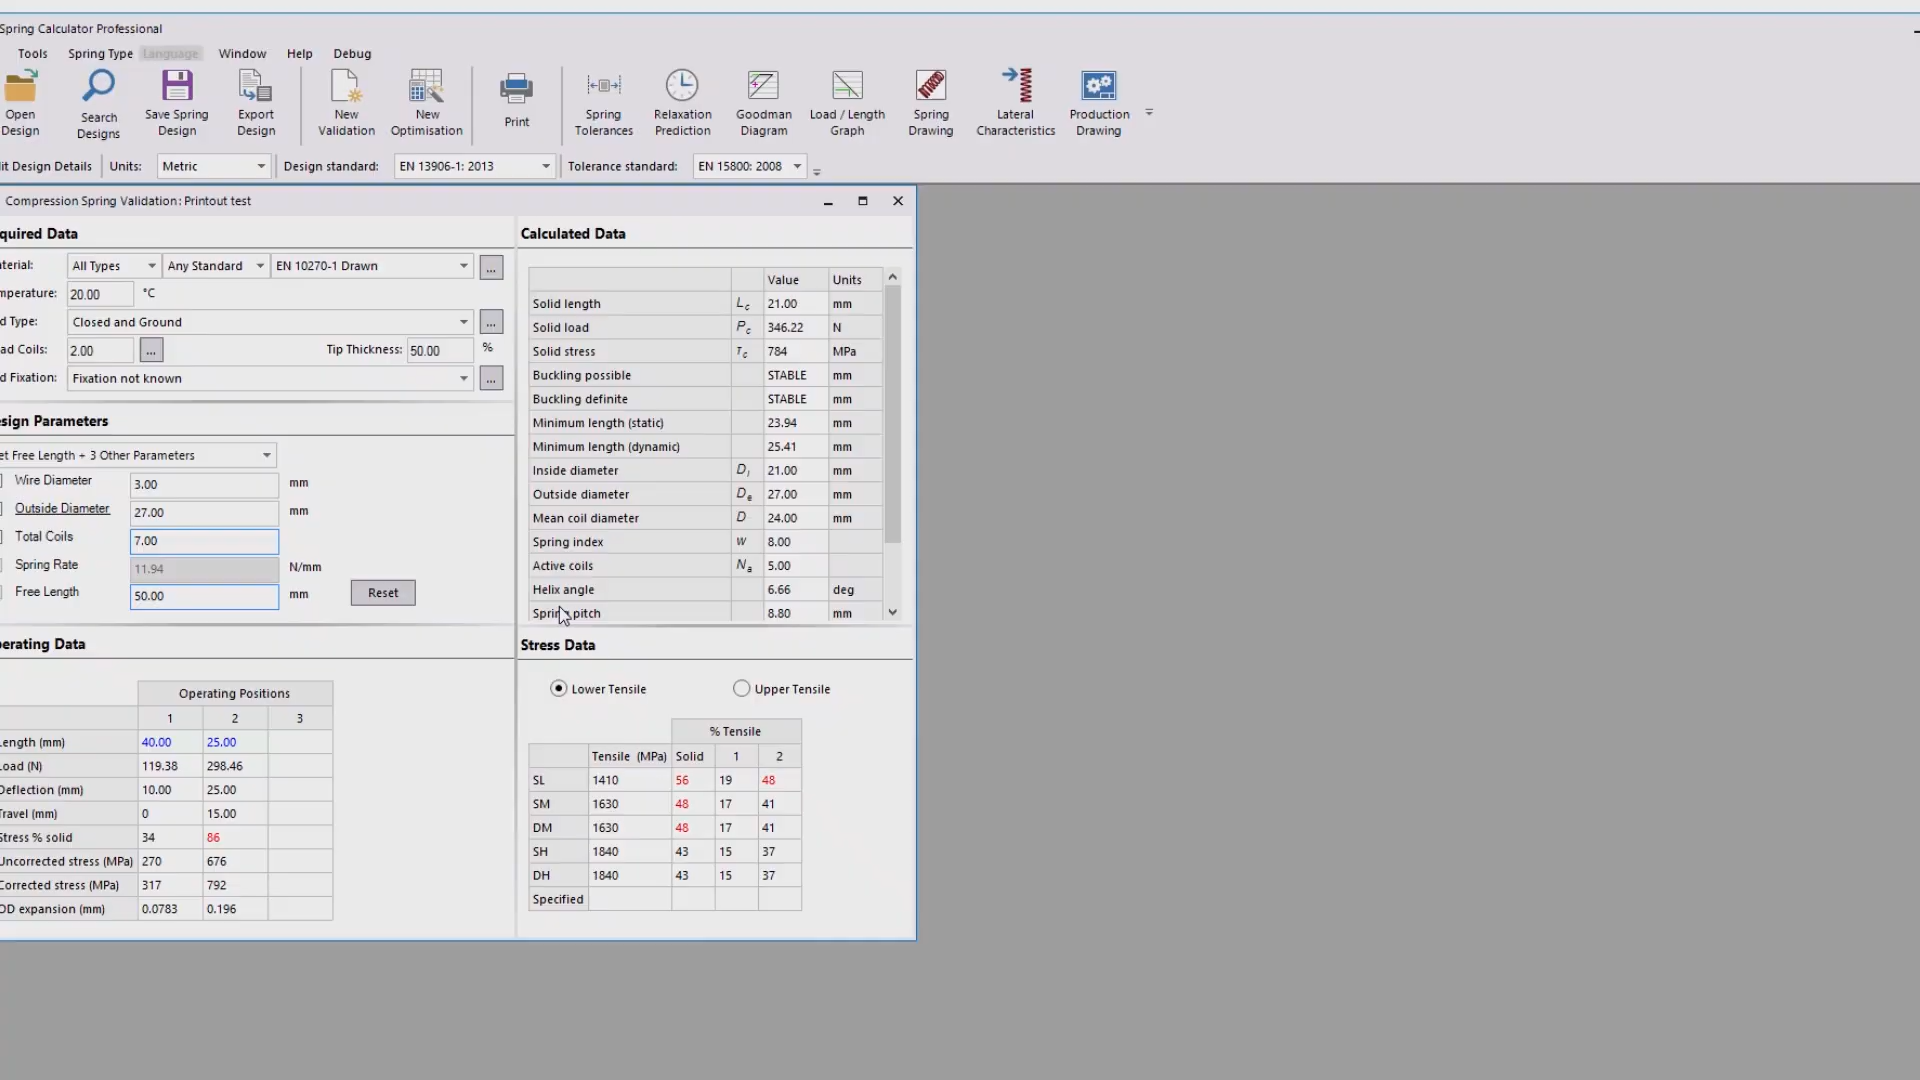 Spring Calculator Professional
Tools Spring Type Language Window Help Debug
Open Design
Search Designs
Save Spring Design
Export Design
New Validation
New Optimisation
Print
Spring Tolerances
Relaxation Prediction
Goodman Diagram
Load / Length Graph
Spring Drawing
Lateral Characteristics
Production Drawing
lit Design Details Units: Metric Design standard: EN 13906-1: 2013 Tolerance standard: EN 15800: 2008
Compression Spring Validation: Printout test
quired Data
terial: All Types Any Standard EN 10270-1 Drawn ...
mperature: 20.00 °C
d Type: Closed and Ground ...
ad Coils: 2.00 ... Tip Thickness: 50.00 %
d Fixation: Fixation not known ...
esign Parameters
et Free Length + 3 Other Parameters
Wire Diameter 3.00 mm
Outside Diameter 27.00 mm
Total Coils 7.00
Spring Rate 11.94 N/mm
Free Length 50.00 mm Reset
erating Data
Operating Positions
1 2 3
Length (mm) 40.00 25.00
Load (N) 119.38 298.46
Deflection (mm) 10.00 25.00
Travel (mm) 0 15.00
Stress % solid 34 86
Uncorrected stress (MPa) 270 676
Corrected stress (MPa) 317 792
OD expansion (mm) 0.0783 0.196
Calculated Data
Value Units
Solid length Lc 21.00 mm
Solid load Pc 346.22 N
Solid stress τc 784 MPa
Buckling possible STABLE mm
Buckling definite STABLE mm
Minimum length (static) 23.94 mm
Minimum length (dynamic) 25.41 mm
Inside diameter Di 21.00 mm
Outside diameter De 27.00 mm
Mean coil diameter D 24.00 mm
Spring index w 8.00
Active coils Na 5.00
Helix angle 6.66 deg
Spring pitch 8.80 mm
Stress Data
Lower Tensile Upper Tensile
% Tensile
Tensile (MPa) Solid 1 2
SL 1410 56 19 48
SM 1630 48 17 41
DM 1630 48 17 41
SH 1840 43 15 37
DH 1840 43 15 37
Specified